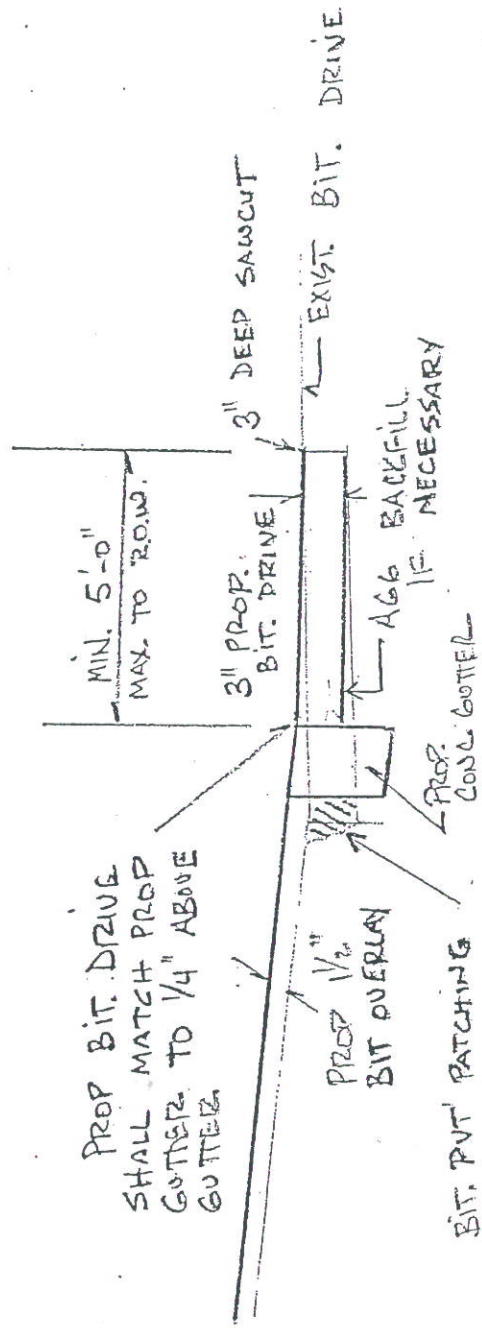 PROP BIT. DRIVE
SHALL MATCH PROP
GUTTER TO 1/4" ABOVE
GUTTER
MIN. 5'-0"
MAX. TO R.O.W.
3" PROP.
BIT. DRIVE
3" DEEP SAWCUT
EXIST. BIT. DRIVE
AGG BACKFILL
IF NECESSARY
PROP.
CONC. GUTTER
PROP 1 1/2"
BIT OVERLAY
BIT. PVT PATCHING